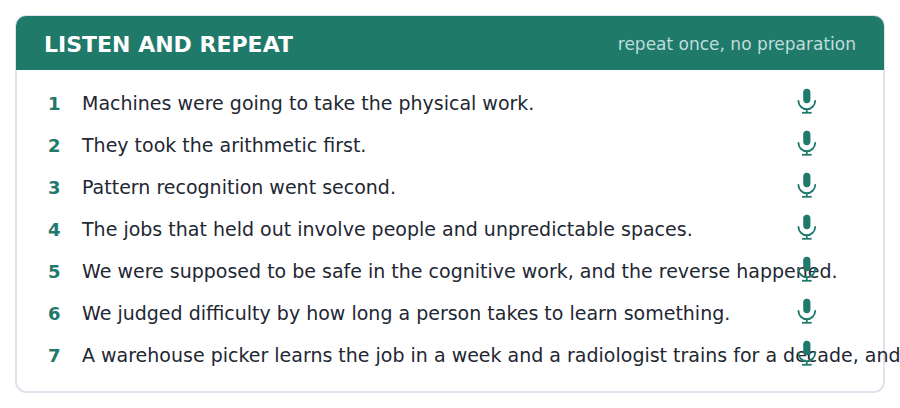 LISTEN AND REPEAT repeat once, no preparation
1 Machines were going to take the physical work.
2 They took the arithmetic first.
3 Pattern recognition went second.
4 The jobs that held out involve people and unpredictable spaces.
5 We were supposed to be safe in the cognitive work, and the reverse happened.
6 We judged difficulty by how long a person takes to learn something.
7 A warehouse picker learns the job in a week and a radiologist trains for a decade, and